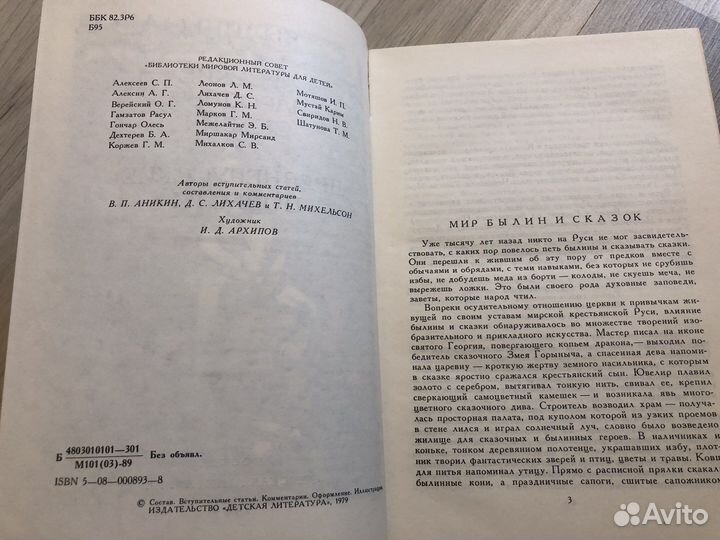 ББК 82.3Р6
Б95
РЕДАКЦИОННЫЙ СОВЕТ
«БИБЛИОТЕКИ МИРОВОЙ ЛИТЕРАТУРЫ ДЛЯ ДЕТЕЙ»
Алексеев С. П.
Алексин А. Г.
Верейский О. Г.
Гамзатов Расул
Гончар Олесь
Дехтерев Б. А.
Коржев Г. М.
Леонов Л. М.
Лихачев Д. С.
Ломунов К. Н.
Марков Г. М.
Межелайтис Э. Б.
Миршакар Мирсаид
Михалков С. В.
Мотяшов И. П.
Мустай Карим
Свиридов Н. В.
Шатунова Т. М.
Авторы вступительных статей,
составления и комментариев
В. П. АНИКИН, Д. С. ЛИХАЧЕВ и Т. Н. МИХЕЛЬСОН
Художник
И. Д. АРХИПОВ
Б 4803010101—301
М101(03)-89
Без объявл.
ISBN 5—08—000893—8
© Состав. Вступительные статьи. Комментарии. Оформление. Иллюстрации.
ИЗДАТЕЛЬСТВО «ДЕТСКАЯ ЛИТЕРАТУРА», 1979
МИР БЫЛИН И СКАЗОК
Уже тысячу лет назад никто на Руси не мог засвидетель-
ствовать, с каких пор повелось петь былины и сказывать сказки.
Они перешли к жившим об эту пору от предков вместе с
обычаями и обрядами, с теми навыками, без которых не срубишь
избы, не добудешь меда из борти — колоды, не скуешь меча, не
вырежешь ложки. Это были своего рода духовные заповеди,
заветы, которые народ чтил.
Вопреки осудительному отношению церкви к привычкам жи-
вущей по своим уставам мирской крестьянской Руси, влияние
былины и сказки обнаруживалось во множестве творений изо-
бразительного и прикладного искусства. Мастер писал на иконе
святого Георгия, повергающего копьем дракона,— выходил по-
бедитель сказочного Змея Горыныча, а спасенная дева напоми-
нала царевну — кроткую жертву земного насильника, с которым
в сказке яростно сражался крестьянский сын. Ювелир плавил
золото с серебром, вытягивал тонкую нить, свивал ее, крепил
сверкающий самоцветный камешек — и возникала явь много-
цветного сказочного дива. Строитель возводил храм — получа-
лась просторная палата, под куполом которой из узких проемов
в стене лился и играл солнечный луч, словно было возведено
жилище для сказочных и былинных героев. В наличниках и
коньке, тонком деревянном полотенце, украшавших избу, плот-
ник творил фантастических зверей и птиц, цветы и травы. Ковш
для питья напоминал утицу. Прямо с расписной прялки скакали
былинные кони, а праздничные сапоги, сшитые сапожником
3
Avito